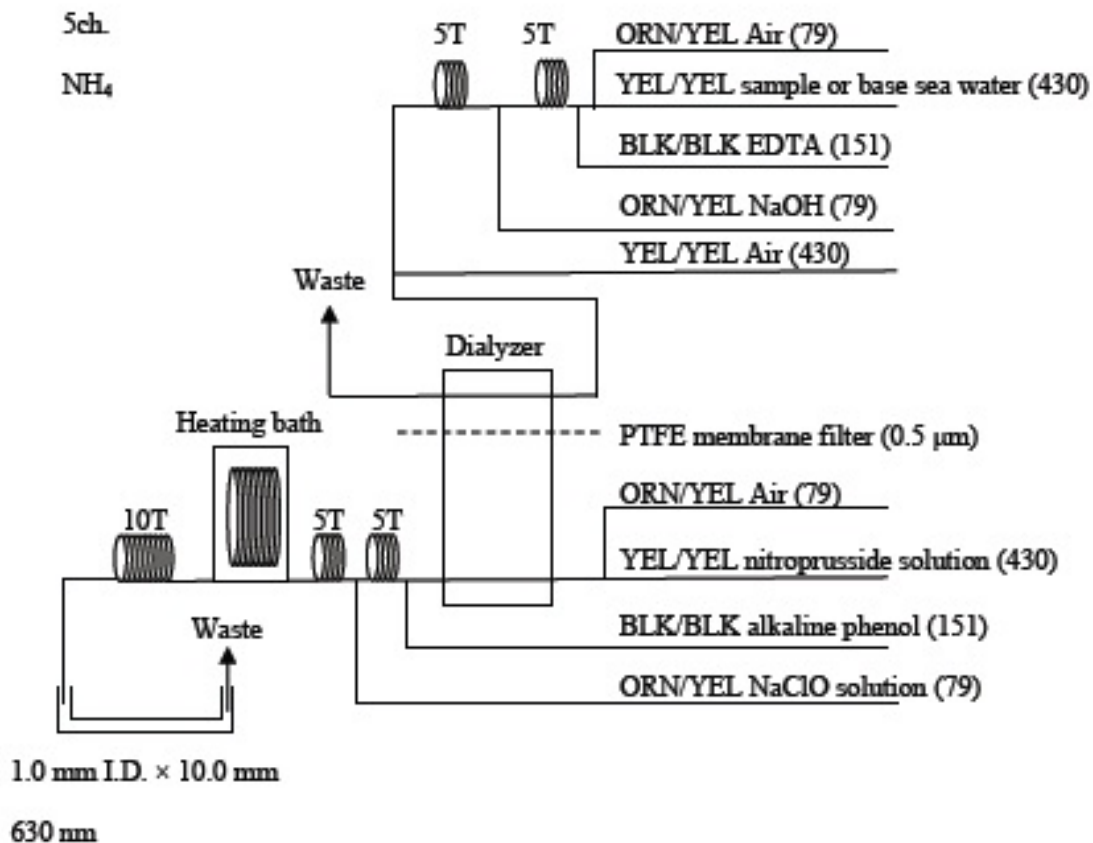 5ch.
NH₄
5T 5T
ORN/YEL Air (79)
YEL/YEL sample or base sea water (430)
BLK/BLK EDTA (151)
ORN/YEL NaOH (79)
YEL/YEL Air (430)
Waste
Dialyzer
Heating bath
PTFE membrane filter (0.5 μm)
ORN/YEL Air (79)
10T 5T 5T
YEL/YEL nitroprusside solution (430)
Waste
BLK/BLK alkaline phenol (151)
ORN/YEL NaClO solution (79)
1.0 mm I.D. × 10.0 mm
630 nm